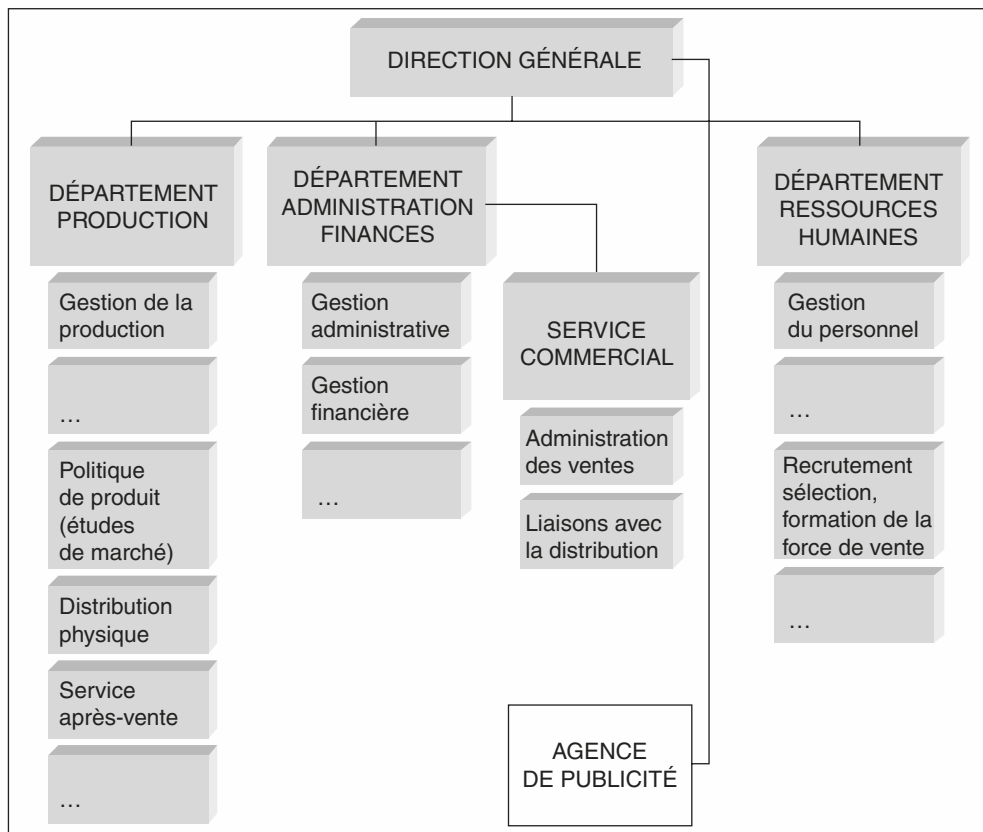 DIRECTION GÉNÉRALE
DÉPARTEMENT
PRODUCTION
Gestion de la
production
…
Politique
de produit
(études
de marché)
Distribution
physique
Service
après-vente
…
DÉPARTEMENT
ADMINISTRATION
FINANCES
Gestion
administrative
Gestion
financière
…
SERVICE
COMMERCIAL
Administration
des ventes
Liaisons avec
la distribution
DÉPARTEMENT
RESSOURCES
HUMAINES
Gestion
du personnel
…
Recrutement
sélection,
formation de la
force de vente
…
AGENCE
DE PUBLICITÉ